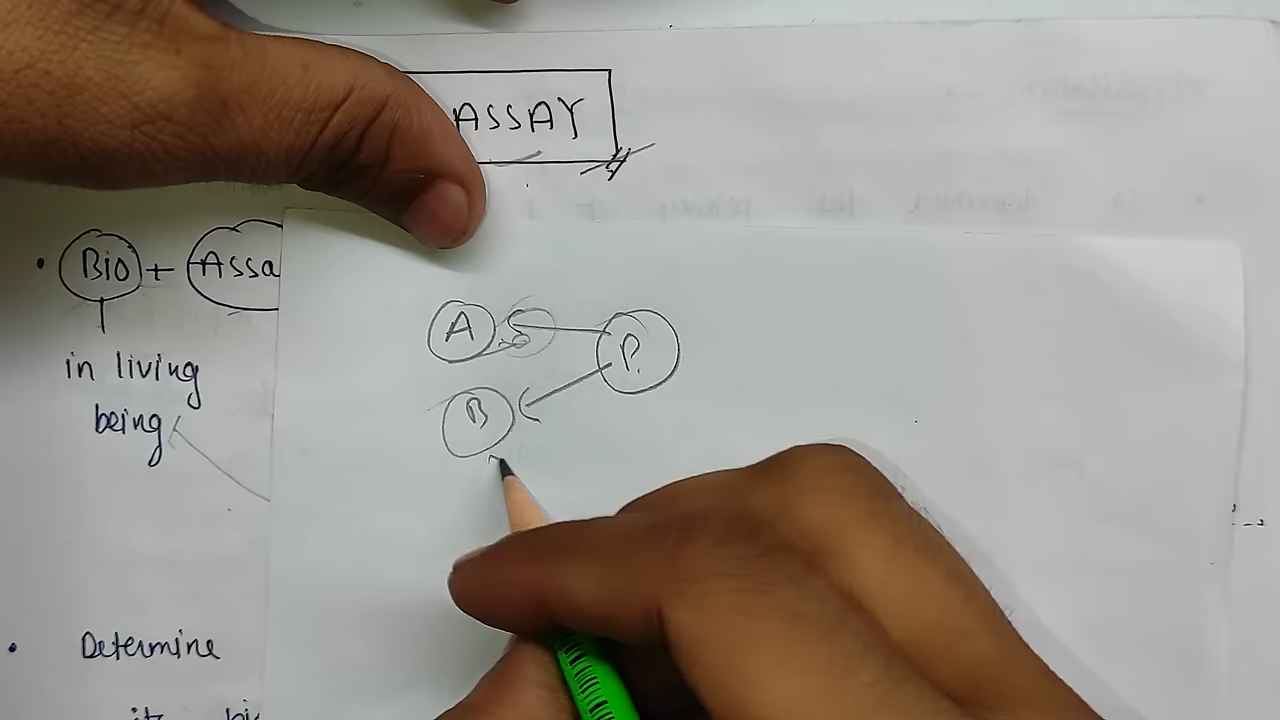 ASSAY
Bio + Assa
in living
being
A
P.
B
Determine